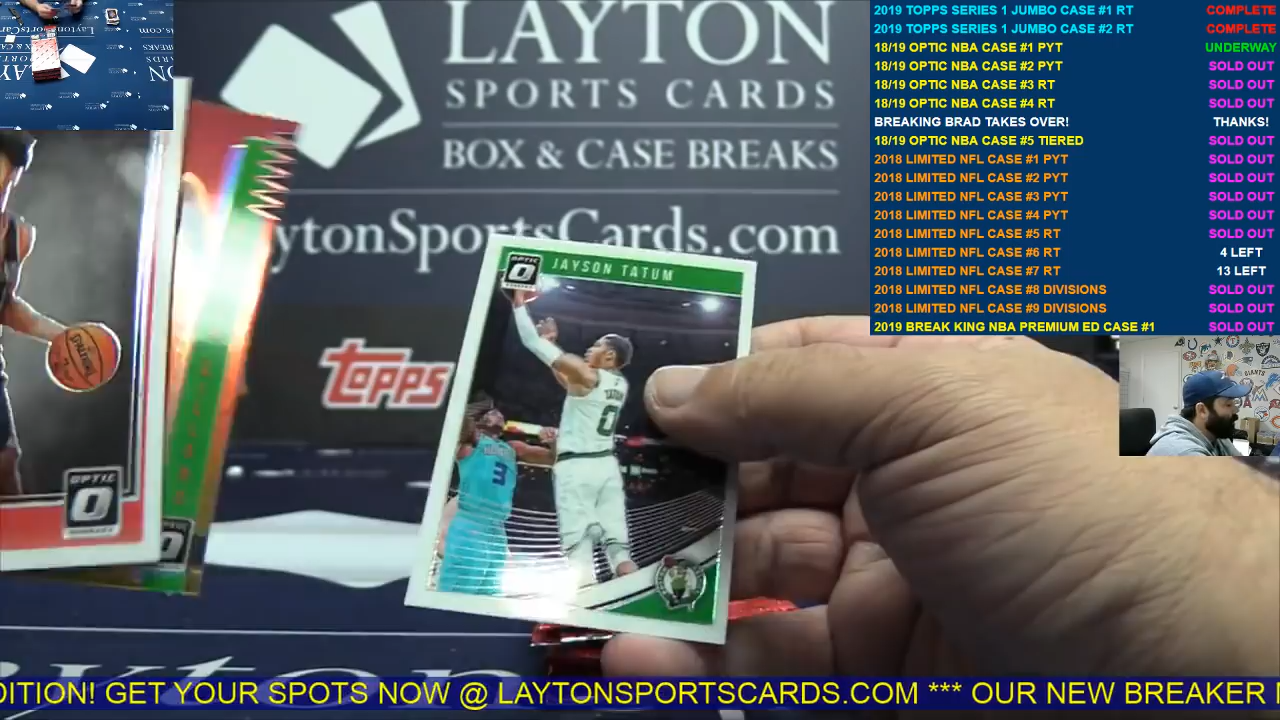 LAYTON
SPORTS CARDS
BOX & CASE BREAKS
ytonSportsCards.com
topps
OPTIC
JAYSON TATUM
TATUM
0
3
OPTIC
2019 TOPPS SERIES 1 JUMBO CASE #1 RT COMPLETE
2019 TOPPS SERIES 1 JUMBO CASE #2 RT COMPLETE
18/19 OPTIC NBA CASE #1 PYT UNDERWAY
18/19 OPTIC NBA CASE #2 PYT SOLD OUT
18/19 OPTIC NBA CASE #3 RT SOLD OUT
18/19 OPTIC NBA CASE #4 RT SOLD OUT
BREAKING BRAD TAKES OVER! THANKS!
18/19 OPTIC NBA CASE #5 TIERED SOLD OUT
2018 LIMITED NFL CASE #1 PYT SOLD OUT
2018 LIMITED NFL CASE #2 PYT SOLD OUT
2018 LIMITED NFL CASE #3 PYT SOLD OUT
2018 LIMITED NFL CASE #4 PYT SOLD OUT
2018 LIMITED NFL CASE #5 RT SOLD OUT
2018 LIMITED NFL CASE #6 RT 4 LEFT
2018 LIMITED NFL CASE #7 RT 13 LEFT
2018 LIMITED NFL CASE #8 DIVISIONS SOLD OUT
2018 LIMITED NFL CASE #9 DIVISIONS SOLD OUT
2019 BREAK KING NBA PREMIUM ED CASE #1 SOLD OUT
DITION! GET YOUR SPOTS NOW @ LAYTONSPORTSCARDS.COM *** OUR NEW BREAKER